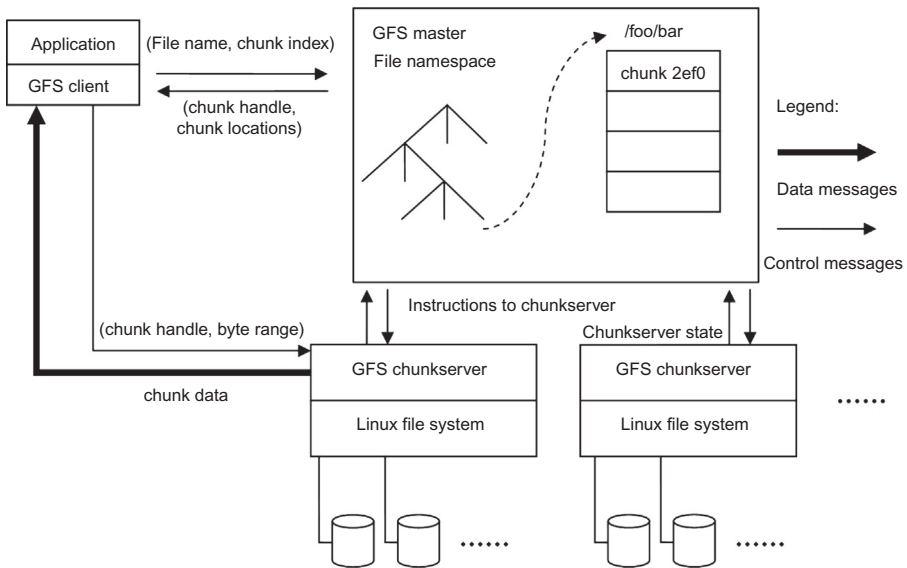 Application
GFS client
(File name, chunk index)
(chunk handle,
chunk locations)
GFS master
File namespace
/foo/bar
chunk 2ef0
Legend:
Data messages
Control messages
Instructions to chunkserver
Chunkserver state
(chunk handle, byte range)
chunk data
GFS chunkserver
Linux file system
GFS chunkserver
Linux file system
......
......
......